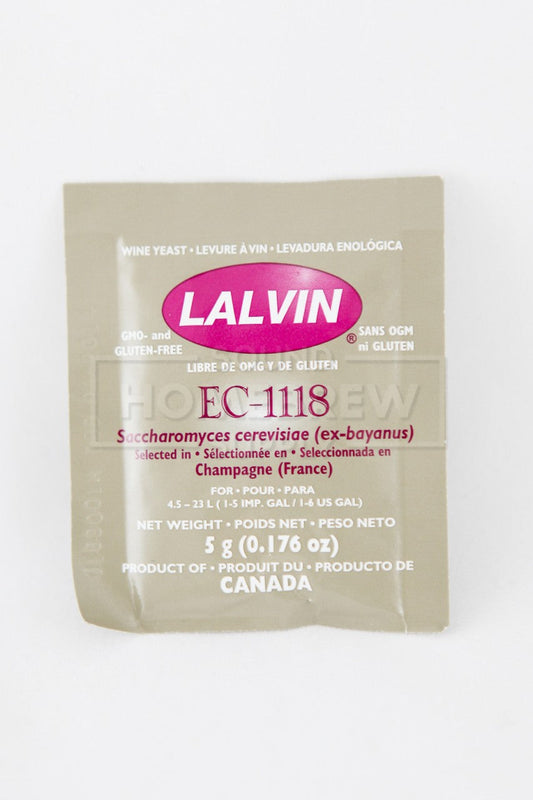 WINE YEAST • LEVURE À VIN • LEVADURA ENOLÓGICA
LALVIN®
GMO- and
GLUTEN-FREE
SANS OGM
ni GLUTEN
LIBRE DE OMG Y DE GLUTEN
EC-1118
Saccharomyces cerevisiae (ex-bayanus)
Selected in • Sélectionnée en • Seleccionnada en
Champagne (France)
FOR • POUR • PARA
4.5 – 23 L ( 1-5 IMP. GAL / 1-6 US GAL)
NET WEIGHT • POIDS NET • PESO NETO
5 g (0.176 oz)
PRODUCT OF • PRODUIT DU • PRODUCTO DE
CANADA
SOUND
HOMEBREW